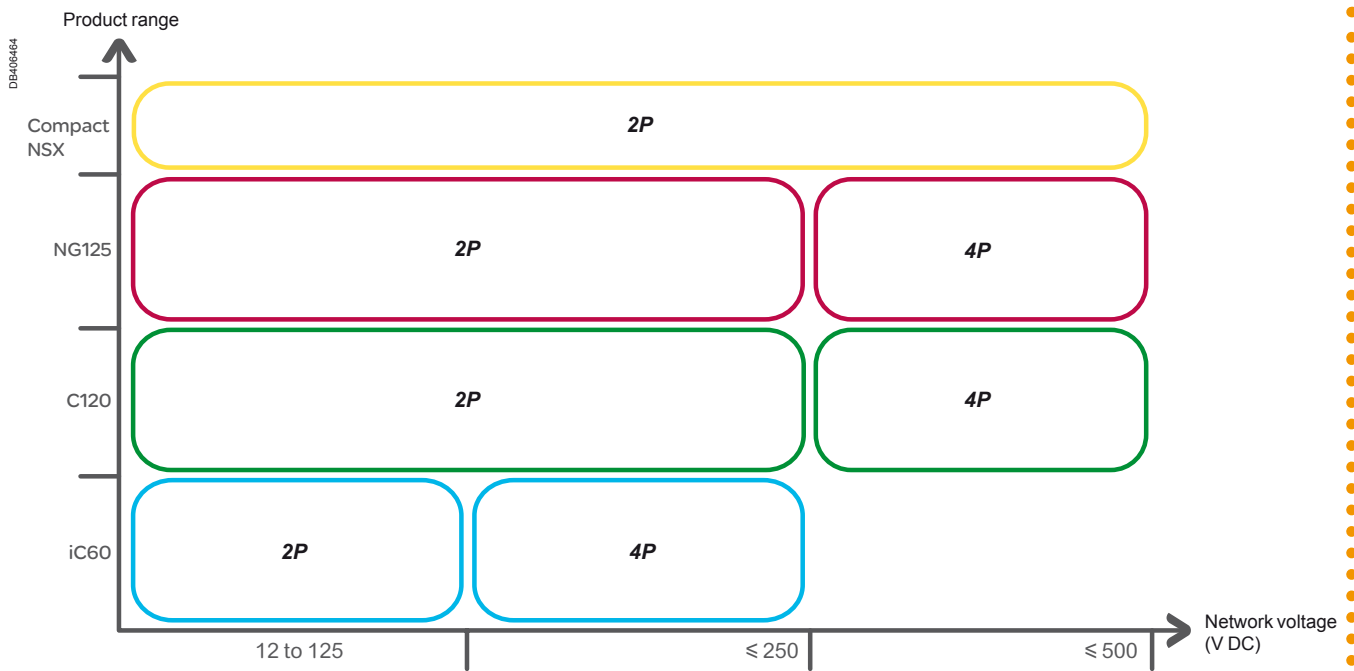 Product range
DB406464
Compact
NSX
2P
NG125
2P
4P
C120
2P
4P
iC60
2P
4P
12 to 125
⩽ 250
⩽ 500
Network voltage
(V DC)